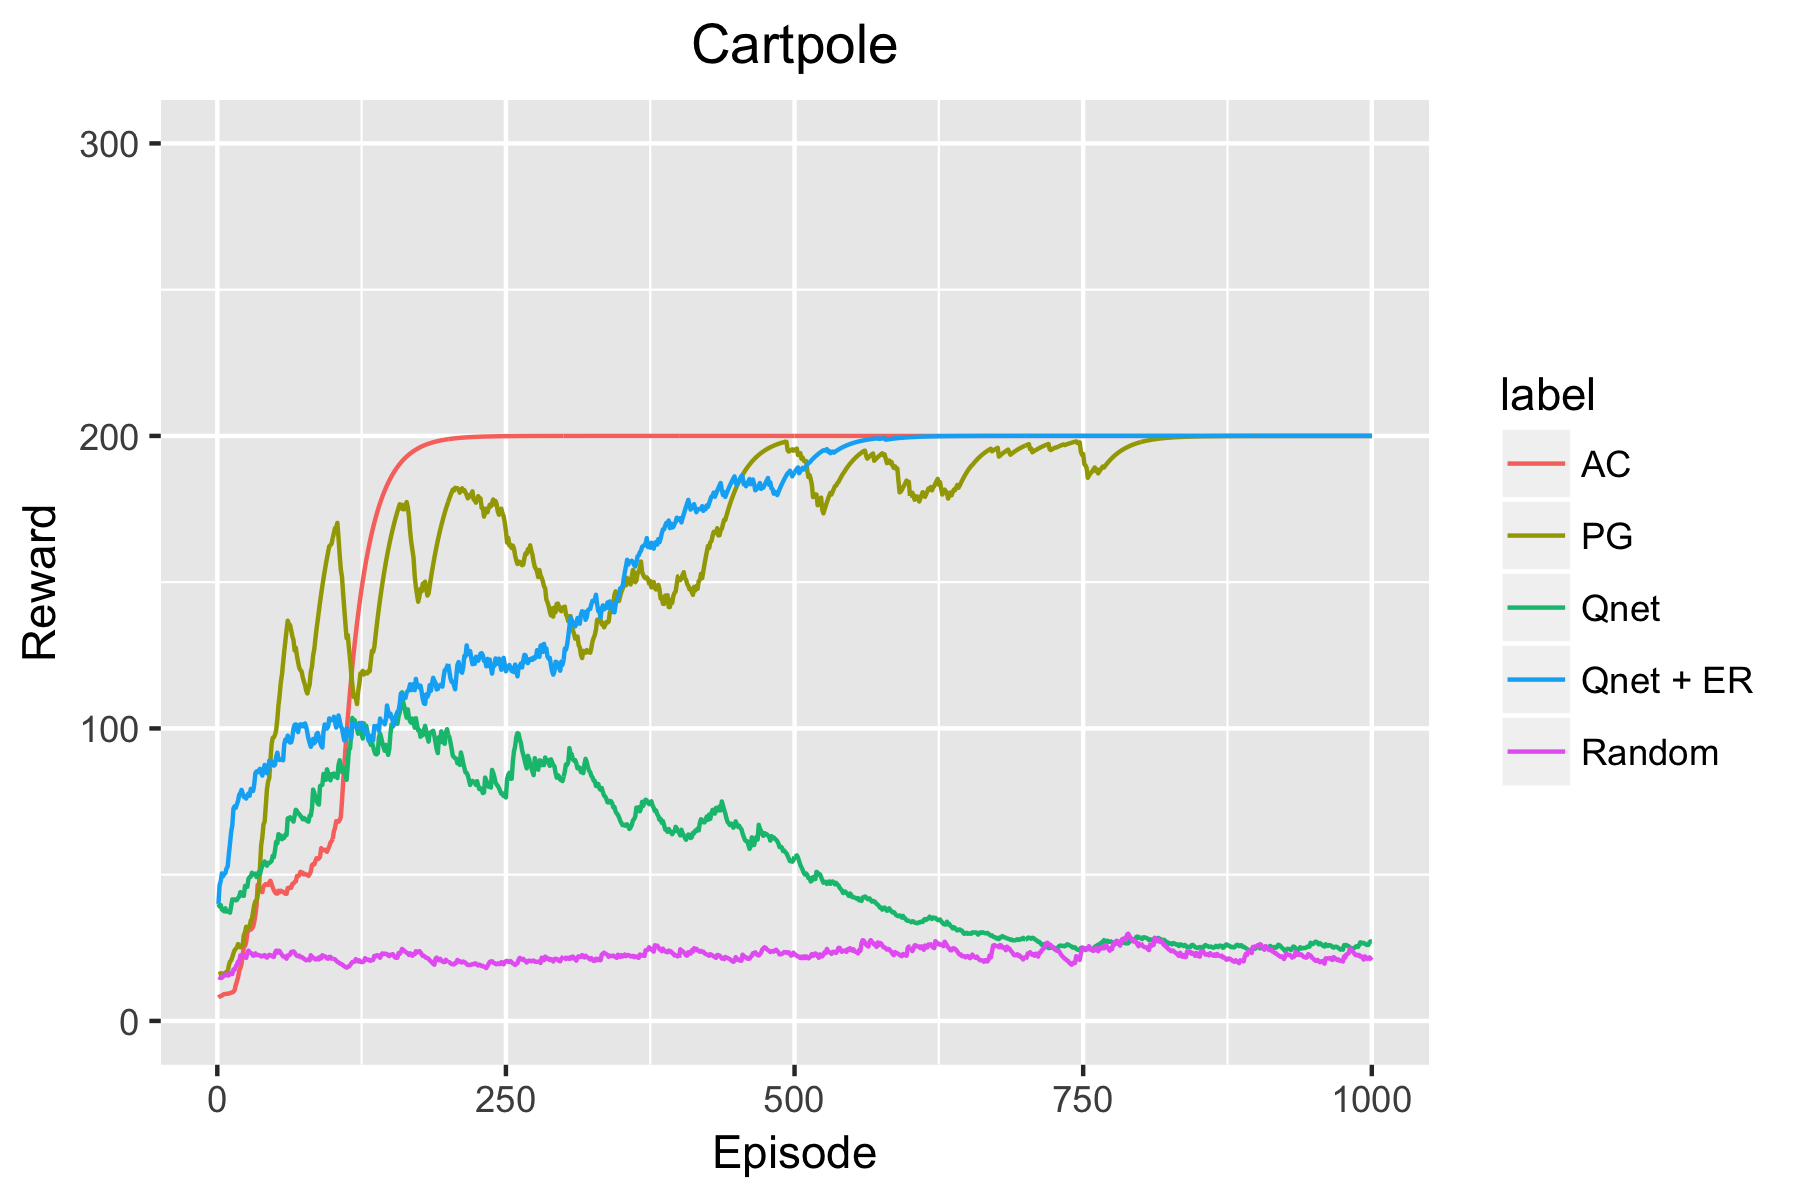 Cartpole
300
200
100
0
Reward
0 250 500 750 1000
Episode
label
AC
PG
Qnet
Qnet + ER
Random